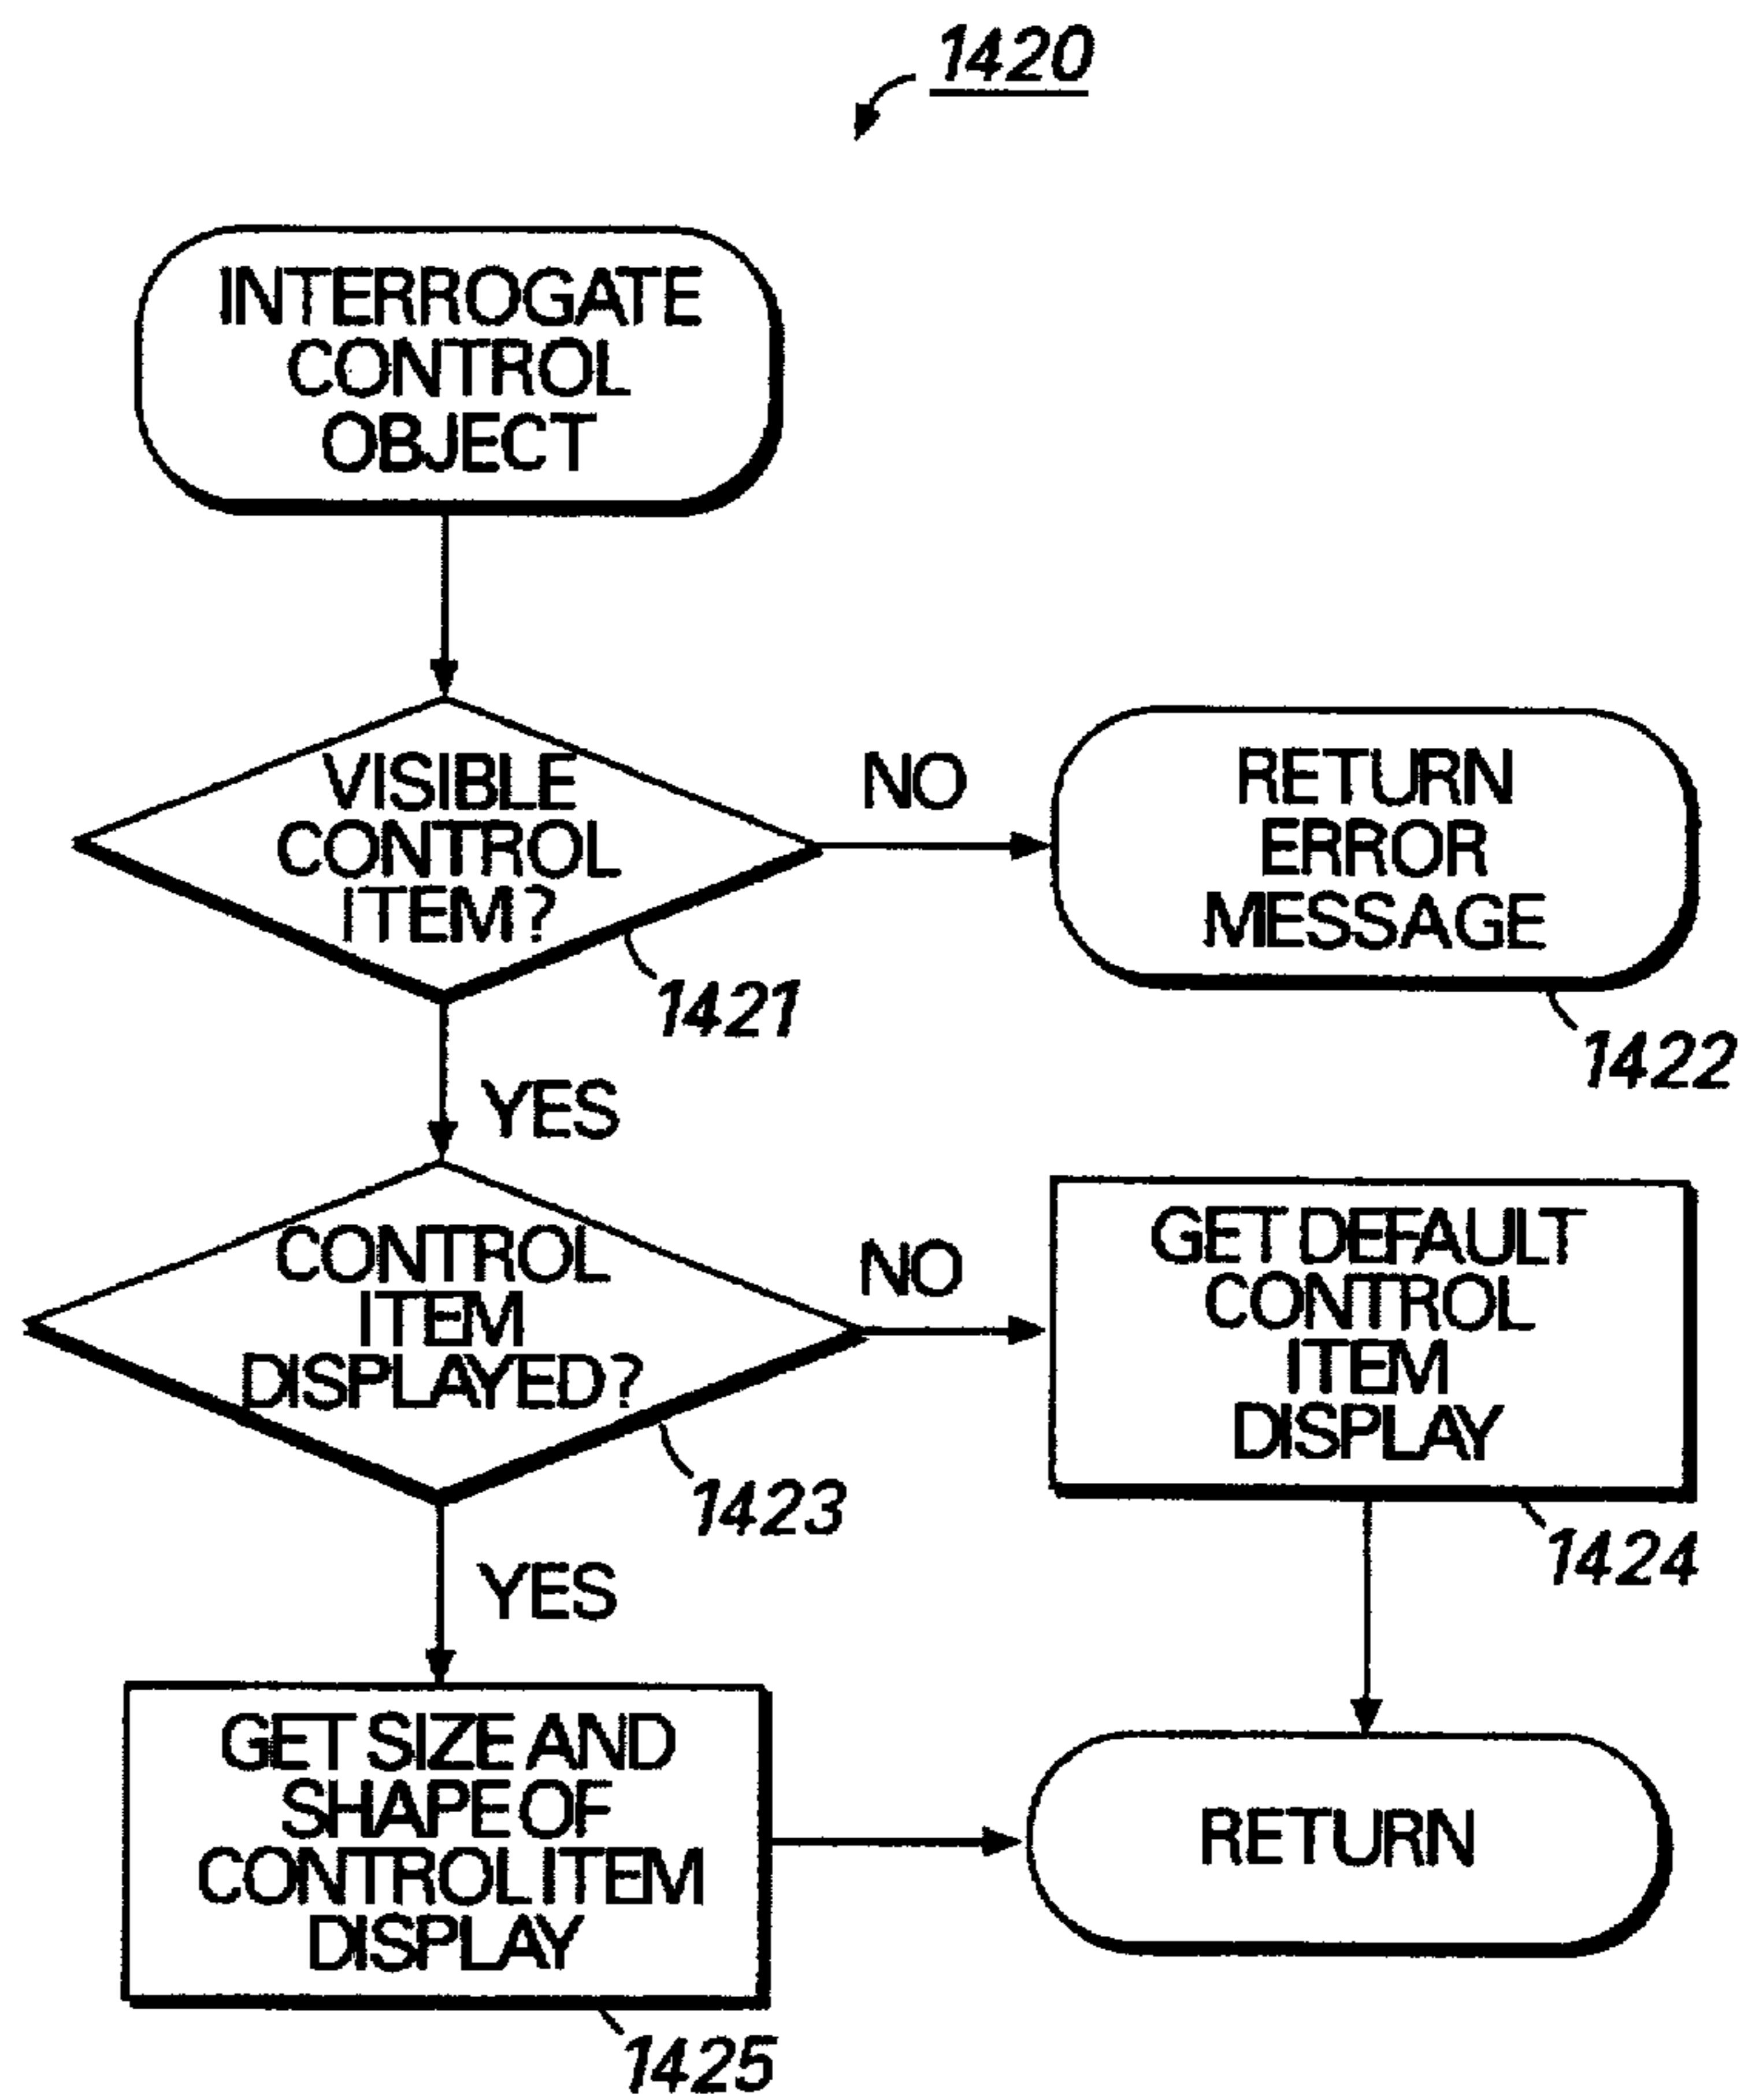 1420
INTERROGATE
CONTROL
OBJECT
VISIBLE
CONTROL
ITEM?
1421
NO
RETURN
ERROR
MESSAGE
1422
YES
CONTROL
ITEM
DISPLAYED?
1423
NO
GET DEFAULT
CONTROL
ITEM
DISPLAY
1424
YES
GET SIZE AND
SHAPE OF
CONTROL ITEM
DISPLAY
1425
RETURN